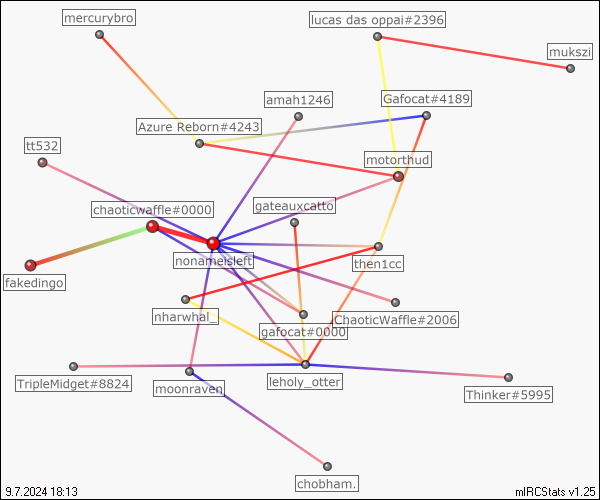 mercurybro
lucas das oppai#2396
mukszi
amah1246
Gafocat#4189
Azure Reborn#4243
tt532
motorthud
chaoticwaffle#0000
gateauxcatto
nonameisleft
then1cc
fakedingo
nharwhal_
ChaoticWaffle#2006
gafocat#0000
TripleMidget#8824
moonraven
leholy_otter
Thinker#5995
chobham.
9.7.2024 18:13
mIRCStats v1.25